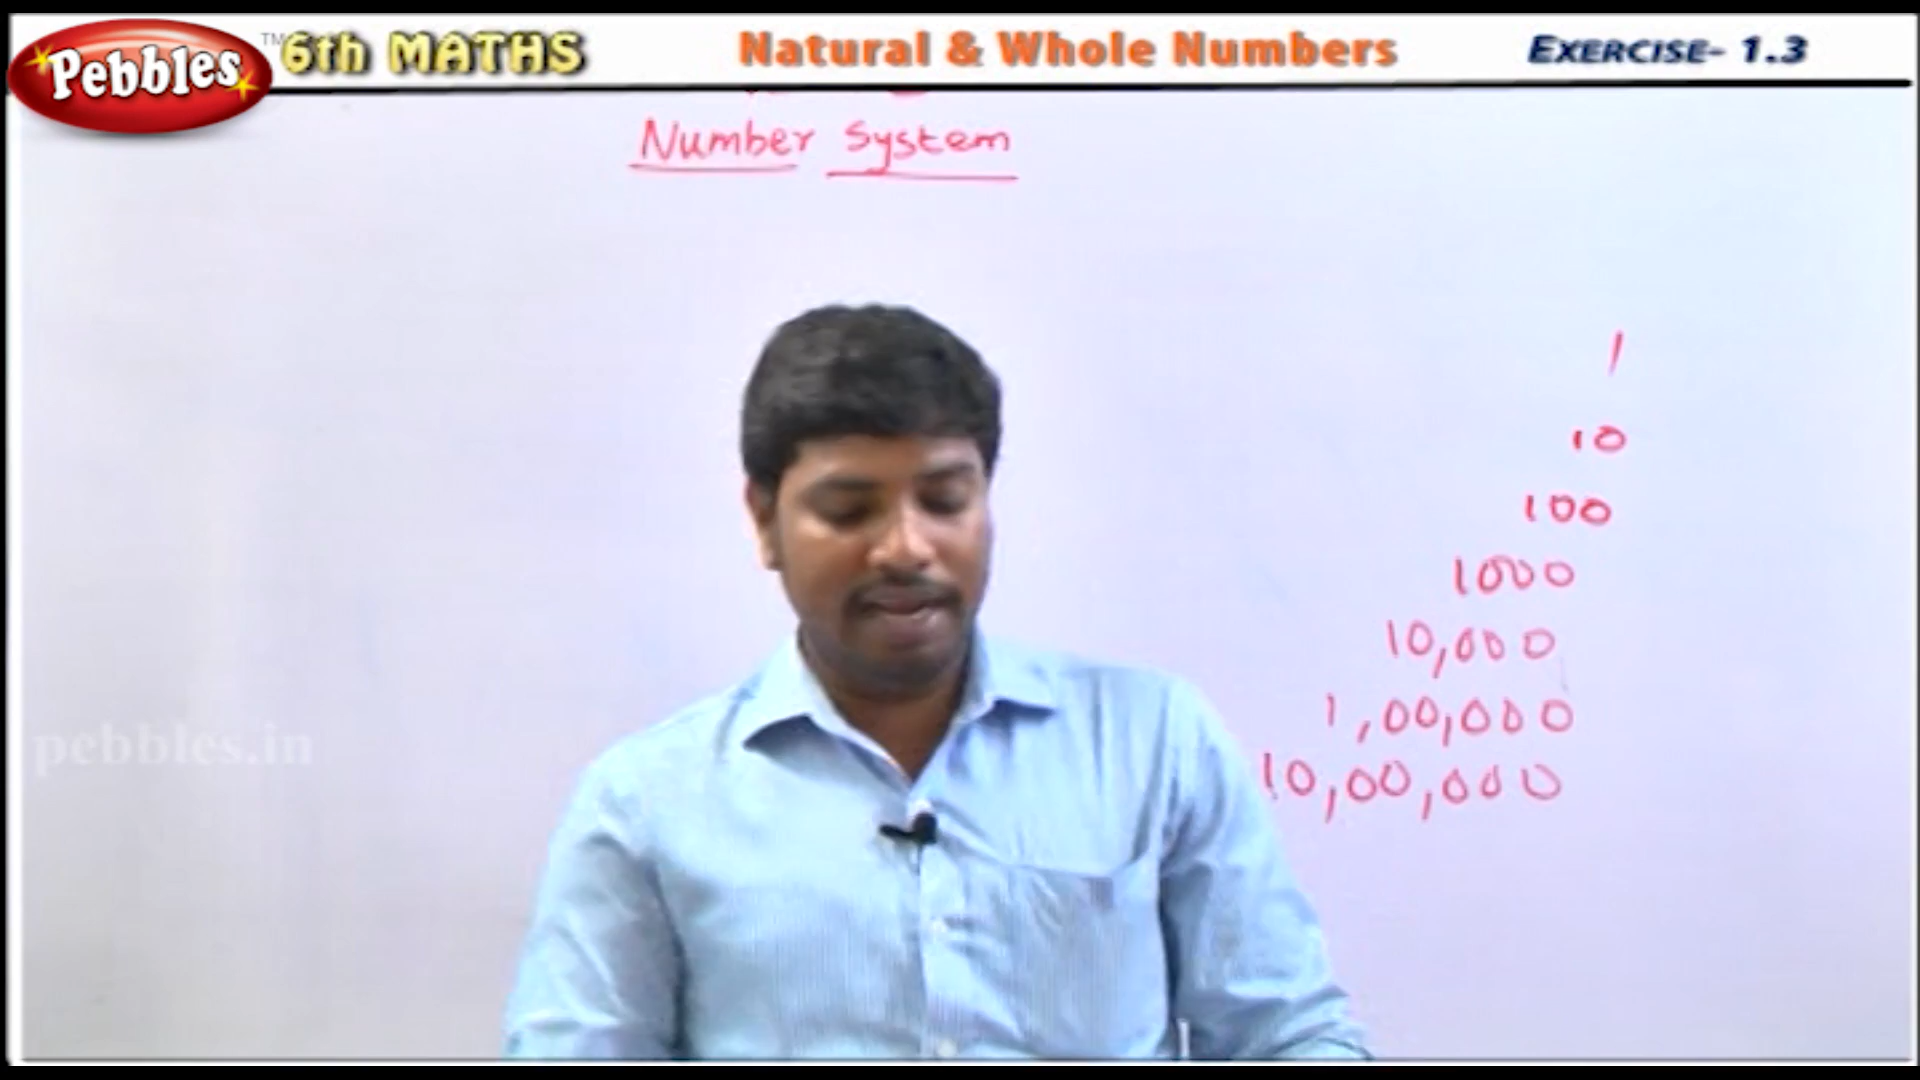 Pebbles TM 6th MATHS Natural & Whole Numbers EXERCISE- 1.3
Number System
1
10
100
1000
10,000
1,00,000
10,00,000
pebbles.in